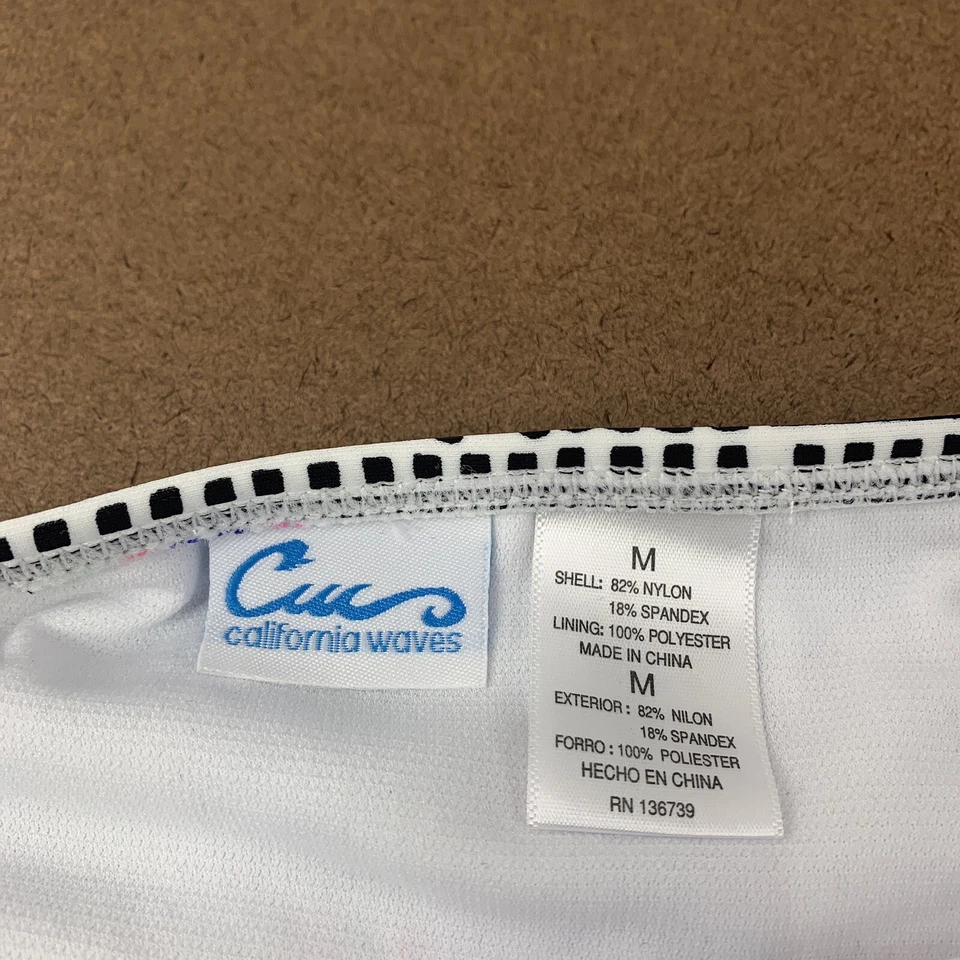 Cwcs
california waves
M
SHELL: 82% NYLON
18% SPANDEX
LINING: 100% POLYESTER
MADE IN CHINA
M
EXTERIOR : 82% NILON
18% SPANDEX
FORRO : 100% POLIESTER
HECHO EN CHINA
RN 136739